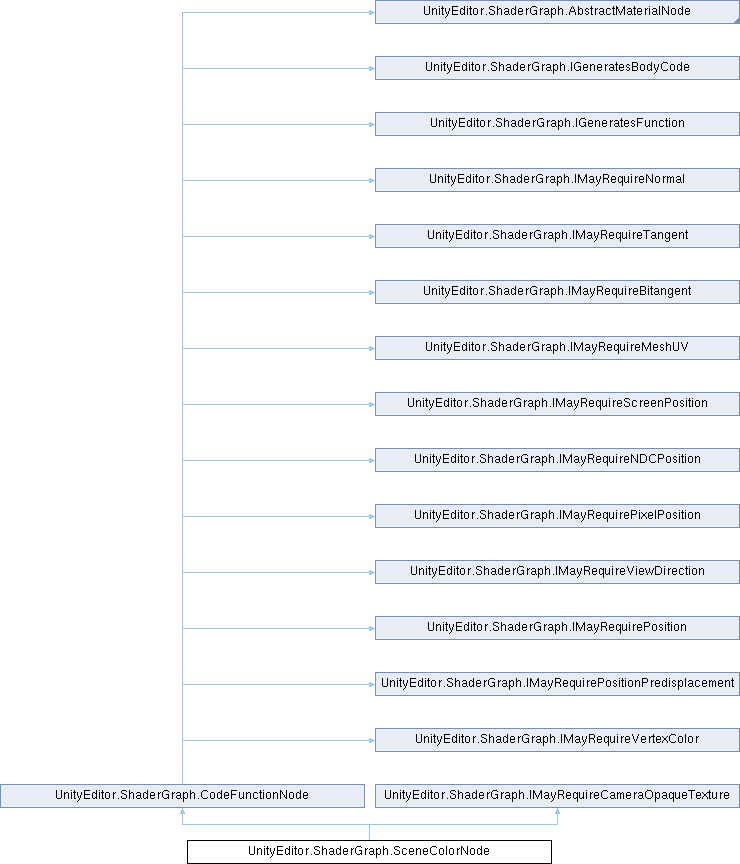 UnityEditor.ShaderGraph.AbstractMaterialNode
UnityEditor.ShaderGraph.IGeneratesBodyCode
UnityEditor.ShaderGraph.IGeneratesFunction
UnityEditor.ShaderGraph.IMayRequireNormal
UnityEditor.ShaderGraph.IMayRequireTangent
UnityEditor.ShaderGraph.IMayRequireBitangent
UnityEditor.ShaderGraph.IMayRequireMeshUV
UnityEditor.ShaderGraph.IMayRequireScreenPosition
UnityEditor.ShaderGraph.IMayRequireNDCPosition
UnityEditor.ShaderGraph.IMayRequirePixelPosition
UnityEditor.ShaderGraph.IMayRequireViewDirection
UnityEditor.ShaderGraph.IMayRequirePosition
UnityEditor.ShaderGraph.IMayRequirePositionPredisplacement
UnityEditor.ShaderGraph.IMayRequireVertexColor
UnityEditor.ShaderGraph.CodeFunctionNode
UnityEditor.ShaderGraph.IMayRequireCameraOpaqueTexture
UnityEditor.ShaderGraph.SceneColorNode